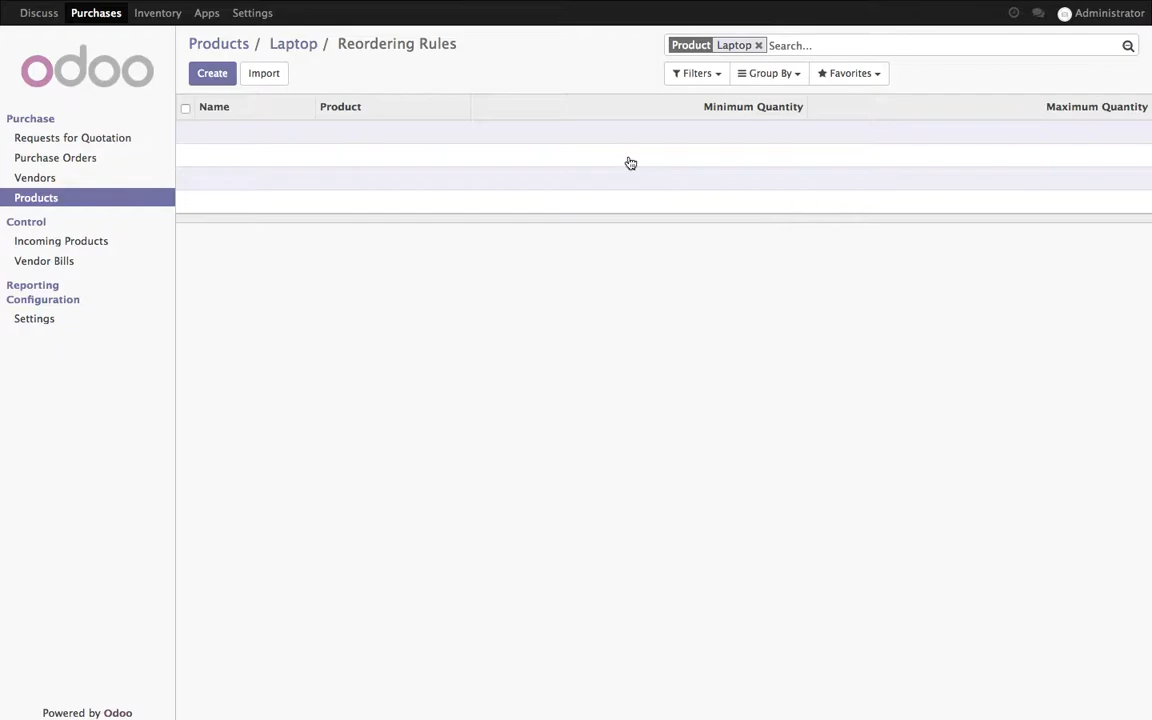 Discuss Purchases Inventory Apps Settings Administrator
odoo
Products / Laptop / Reordering Rules
Product Laptop × Search...
Create Import
Filters Group By Favorites
Name Product Minimum Quantity Maximum Quantity
Purchase
Requests for Quotation
Purchase Orders
Vendors
Products
Control
Incoming Products
Vendor Bills
Reporting
Configuration
Settings
Powered by Odoo